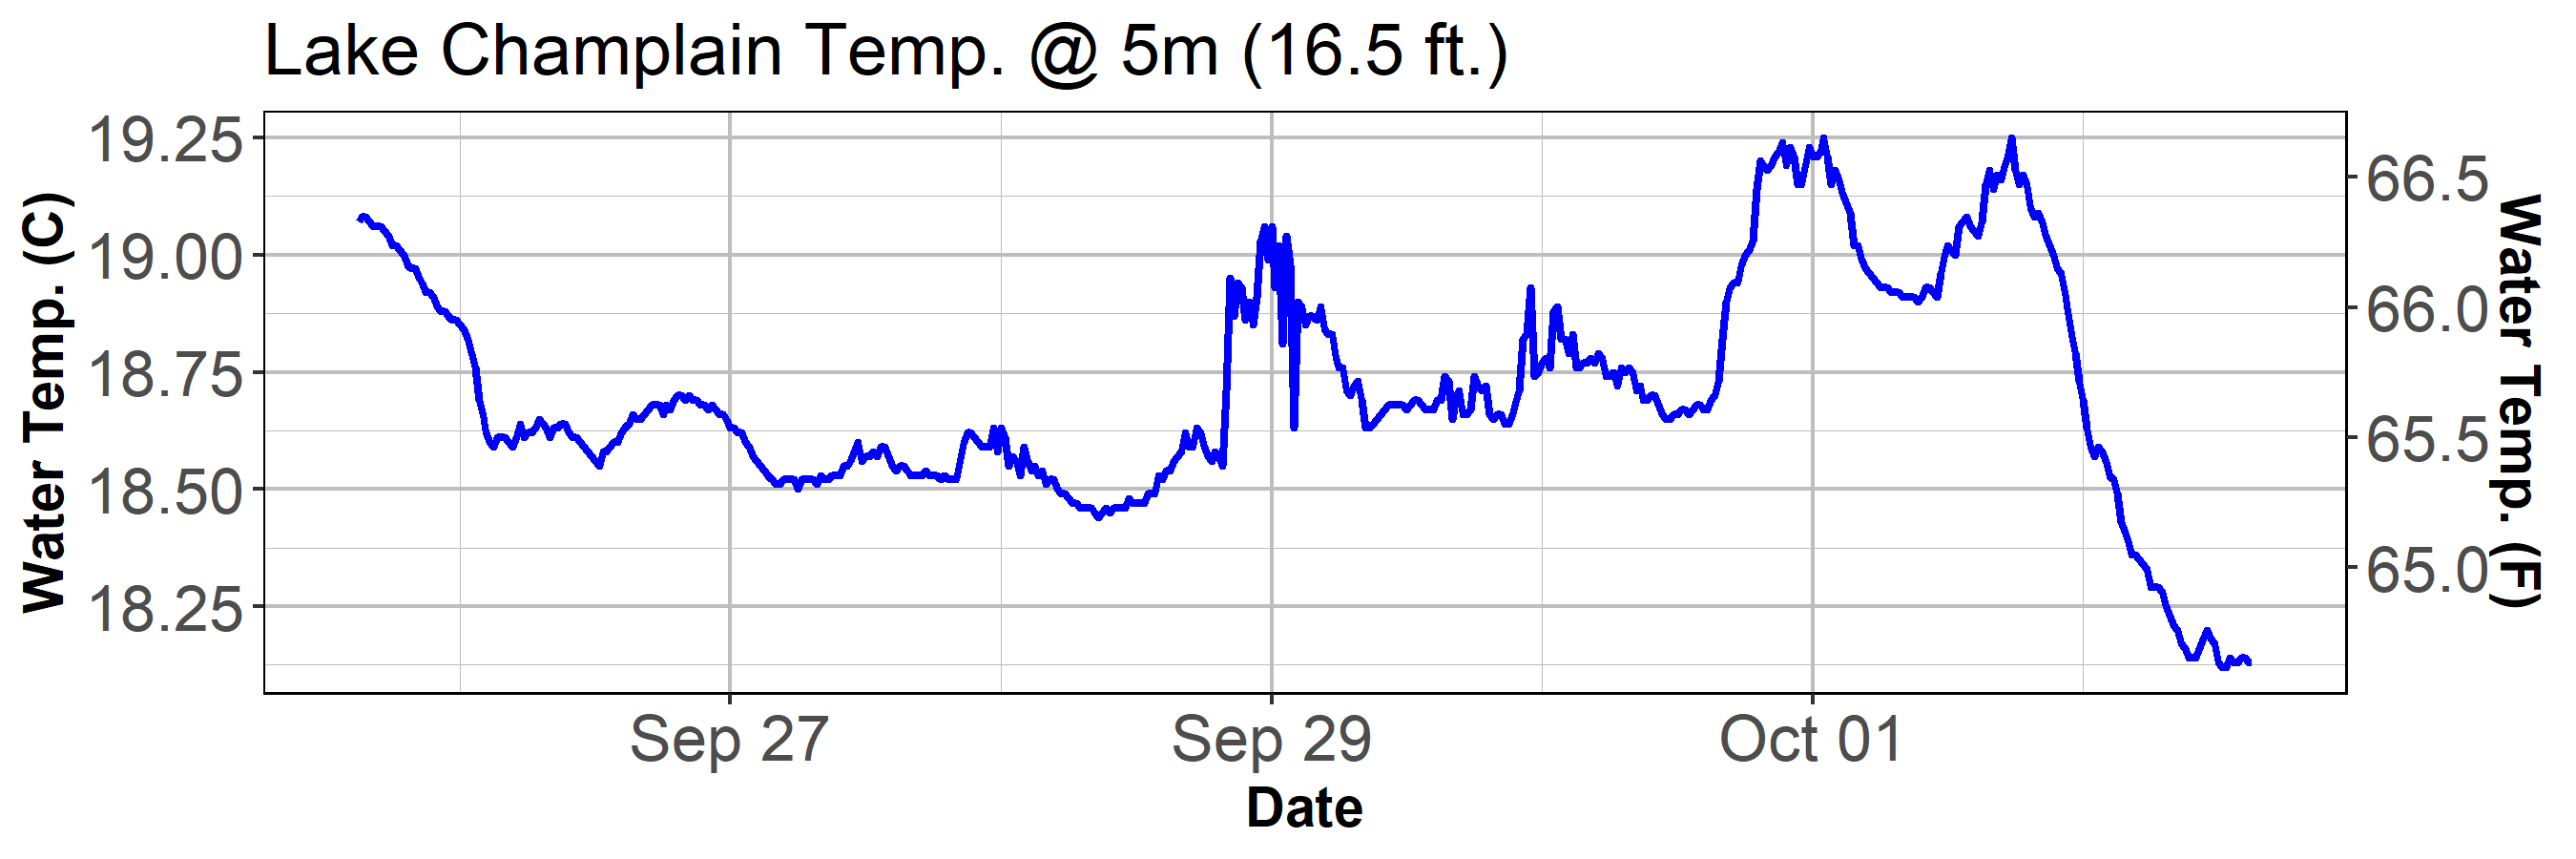 Lake Champlain Temp. @ 5m (16.5 ft.)
Water Temp. (C)
19.25
19.00
18.75
18.50
18.25
66.5
66.0
65.5
65.0
Water Temp. (F)
Sep 27
Sep 29
Oct 01
Date